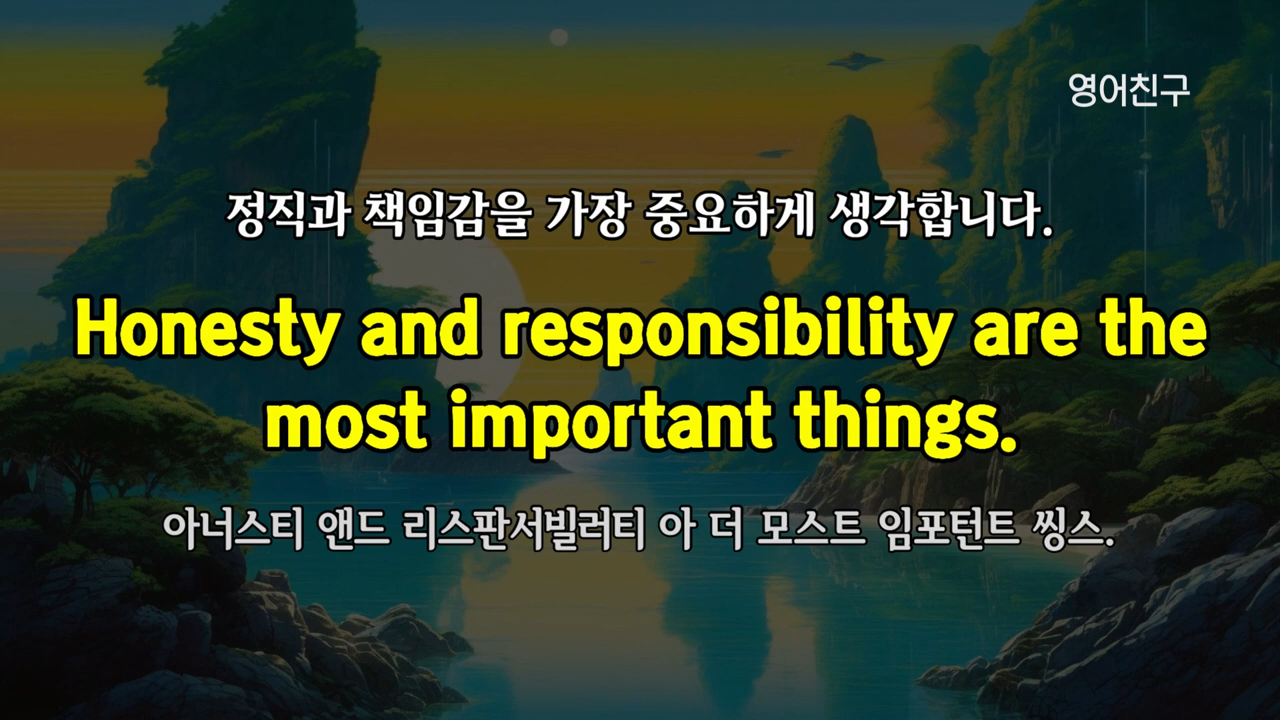 영어친구
정직과 책임감을 가장 중요하게 생각합니다.
Honesty and responsibility are the
most important things.
아너스티 앤드 리스판서빌러티 아 더 모스트 임포턴트 씽스.